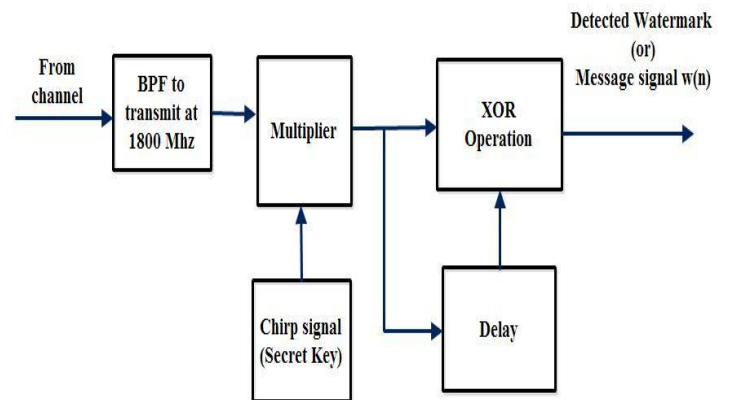 From
channel
BPF to
transmit at
1800 Mhz
Multiplier
XOR
Operation
Detected Watermark
(or)
Message signal w(n)
Chirp signal
(Secret Key)
Delay